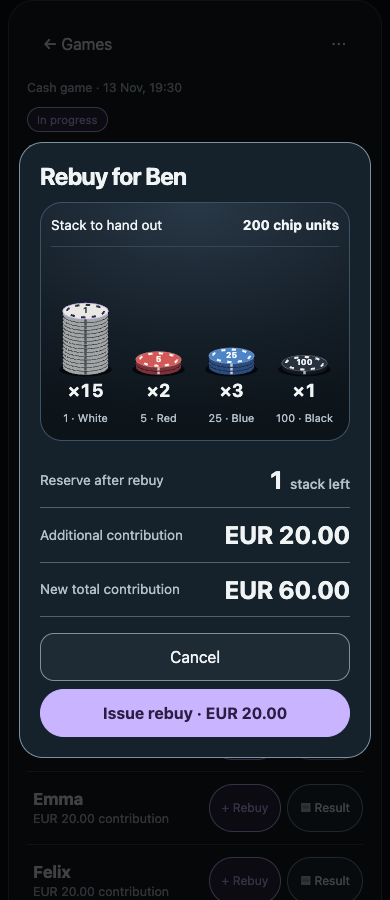 ← Games
...
Cash game · 13 Nov, 19:30
In progress
Rebuy for Ben
Stack to hand out 200 chip units
1 5 25 100
×15 ×2 ×3 ×1
1 · White 5 · Red 25 · Blue 100 · Black
Reserve after rebuy 1 stack left
Additional contribution EUR 20.00
New total contribution EUR 60.00
Cancel
Issue rebuy · EUR 20.00
Emma
EUR 20.00 contribution
+ Rebuy Result
Felix
EUR 20.00 contribution
+ Rebuy Result